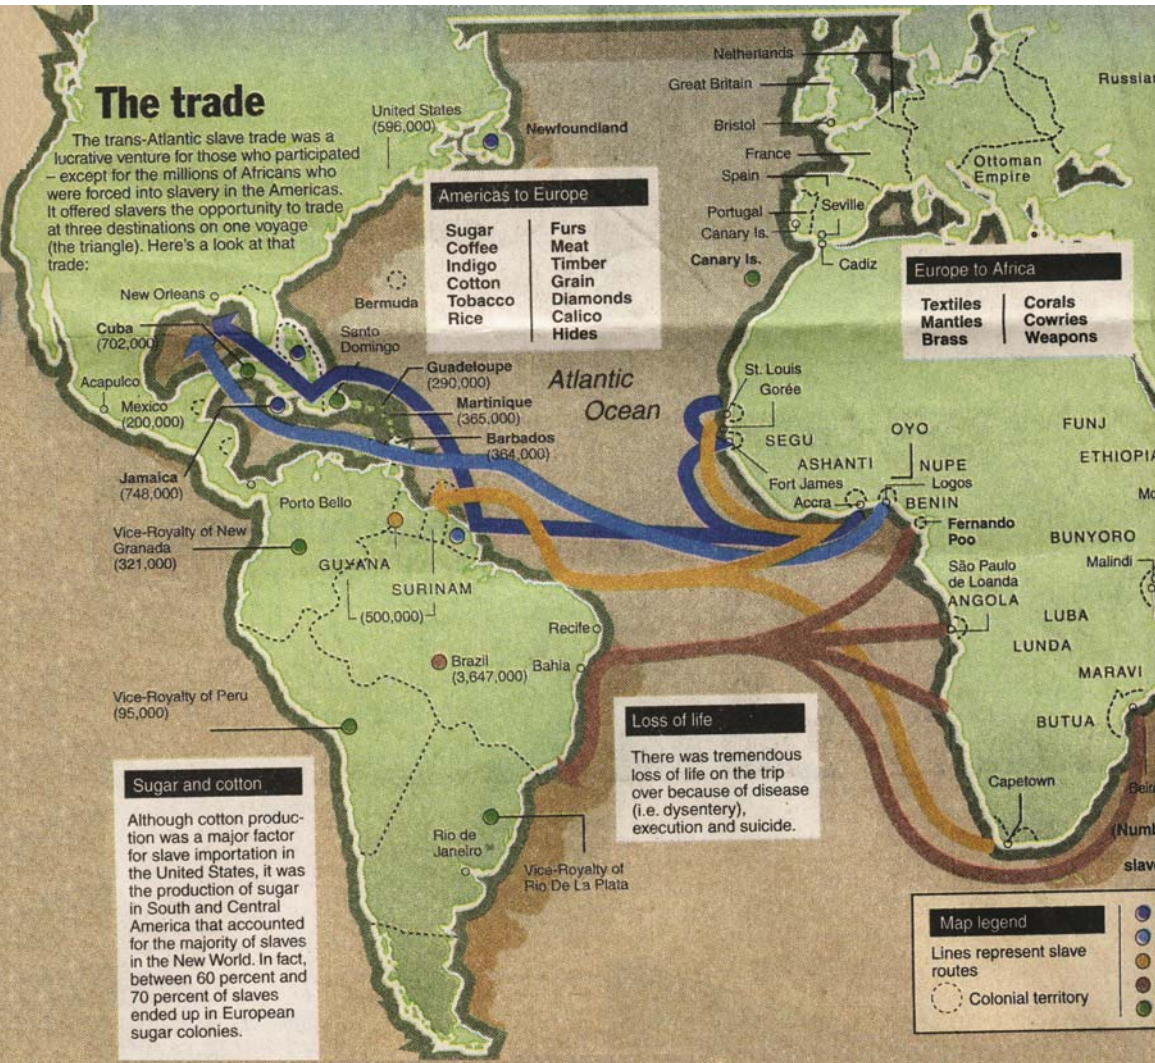 The trade
The trans-Atlantic slave trade was a
lucrative venture for those who participated
– except for the millions of Africans who
were forced into slavery in the Americas.
It offered slavers the opportunity to trade
at three destinations on one voyage
(the triangle). Here's a look at that
trade:
United States
(596,000)
Newfoundland
Netherlands
Great Britain
Bristol
France
Spain
Portugal
Seville
Canary Is.
Canary Is.
Cadiz
Ottoman
Empire
Russian
Americas to Europe
Sugar
Coffee
Indigo
Cotton
Tobacco
Rice
Furs
Meat
Timber
Grain
Diamonds
Calico
Hides
Europe to Africa
Textiles
Mantles
Brass
Corals
Cowries
Weapons
New Orleans
Bermuda
Cuba
(702,000)
Santo
Domingo
Guadeloupe
(290,000)
Martinique
(365,000)
Barbados
(364,000)
Acapulco
Mexico
(200,000)
Jamaica
(748,000)
Porto Bello
Atlantic
Ocean
St. Louis
Gorée
SEGU
OYO
FUNJ
ASHANTI
NUPE
ETHIOPIA
Fort James
Logos
Accra
BENIN
Fernando
Poo
BUNYORO
Malindi
São Paulo
de Loanda
ANGOLA
LUBA
LUNDA
MARAVI
BUTUA
Capetown
Vice-Royalty of New
Granada
(321,000)
GUYANA
SURINAM
(500,000)
Recife
Brazil
(3,647,000)
Bahia
Vice-Royalty of Peru
(95,000)
Rio de
Janeiro
Vice-Royalty of
Rio De La Plata
Loss of life
There was tremendous
loss of life on the trip
over because of disease
(i.e. dysentery),
execution and suicide.
Sugar and cotton
Although cotton produc-
tion was a major factor
for slave importation in
the United States, it was
the production of sugar
in South and Central
America that accounted
for the majority of slaves
in the New World. In fact,
between 60 percent and
70 percent of slaves
ended up in European
sugar colonies.
Map legend
Lines represent slave
routes
Colonial territory